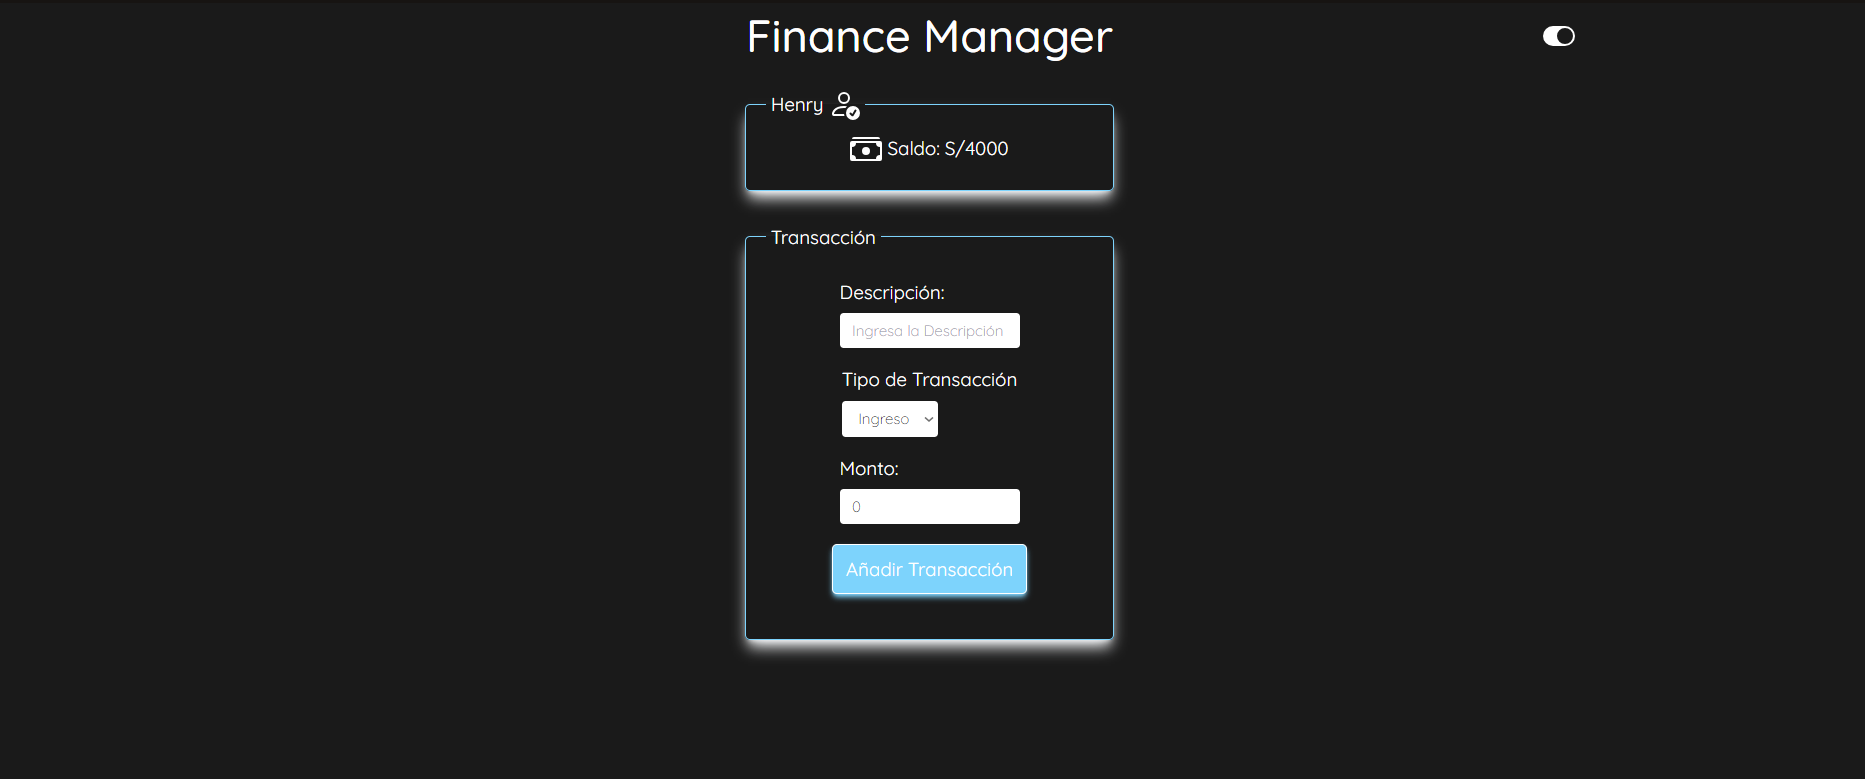 Finance Manager
Henry
Saldo: S/4000
Transacción
Descripción:
Ingresa la Descripción
Tipo de Transacción
Ingreso
Monto:
0
Añadir Transacción